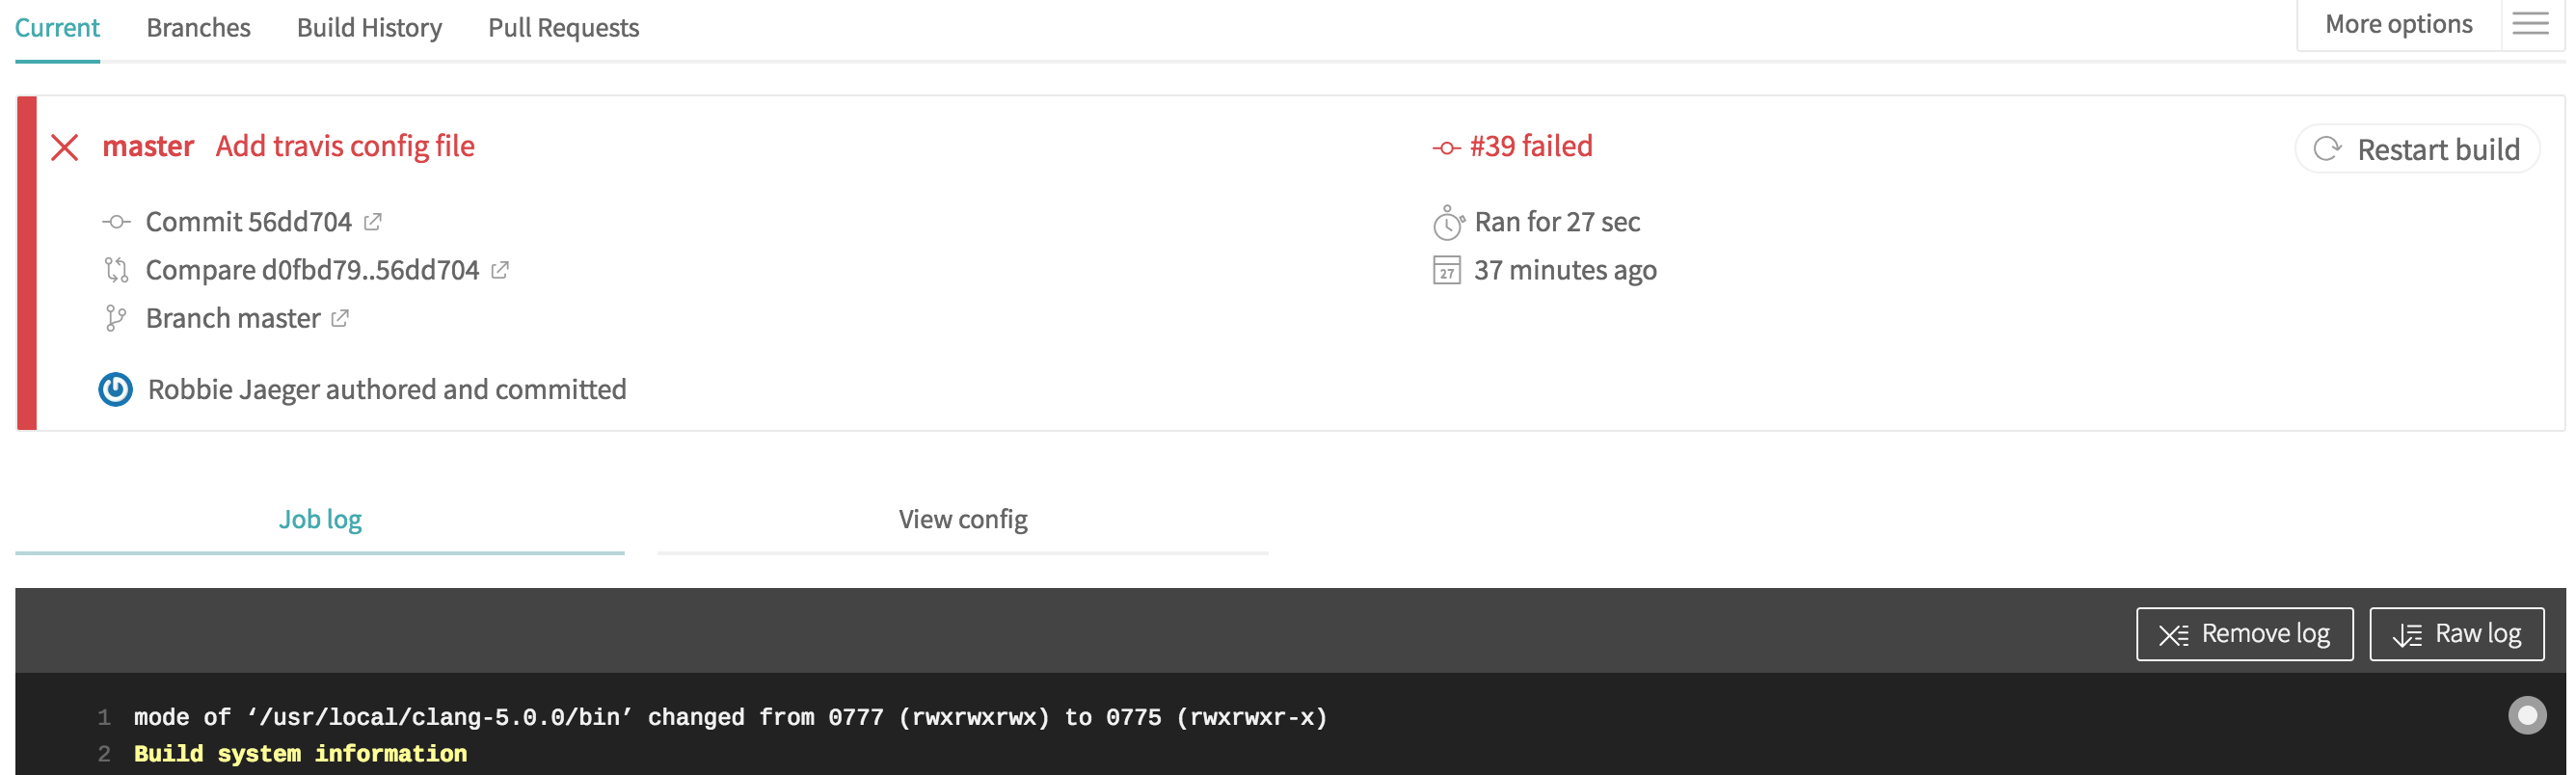 Current Branches Build History Pull Requests More options
master Add travis config file
#39 failed
Restart build
Commit 56dd704
Compare d0fbd79..56dd704
Branch master
Ran for 27 sec
27 37 minutes ago
Robbie Jaeger authored and committed
Job log View config
Remove log Raw log
1 mode of ‘/usr/local/clang-5.0.0/bin’ changed from 0777 (rwxrwxrwx) to 0775 (rwxrwxr-x)
2 Build system information